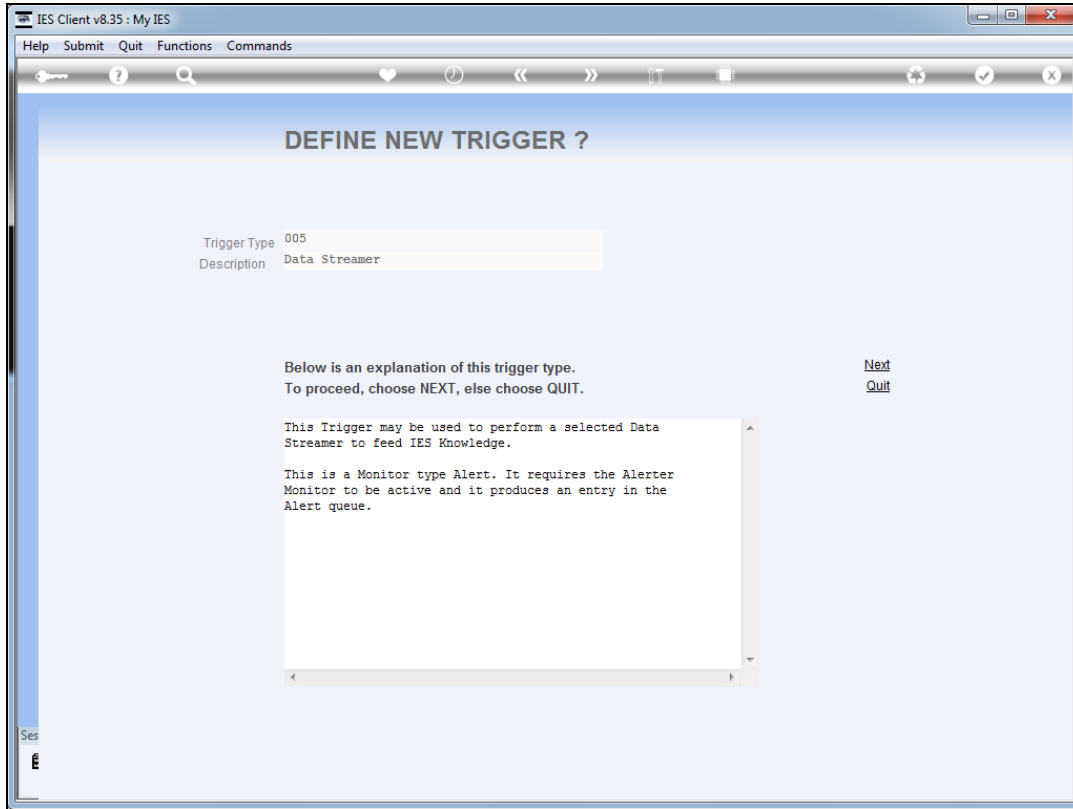 IES Client v8.35 : My IES
Help Submit Quit Functions Commands
DEFINE NEW TRIGGER ?
Trigger Type 005
Description Data Streamer
Below is an explanation of this trigger type.
To proceed, choose NEXT, else choose QUIT.
Next
Quit
This Trigger may be used to perform a selected Data
Streamer to feed IES Knowledge.
This is a Monitor type Alert. It requires the Alerter
Monitor to be active and it produces an entry in the
Alert queue.
Ses